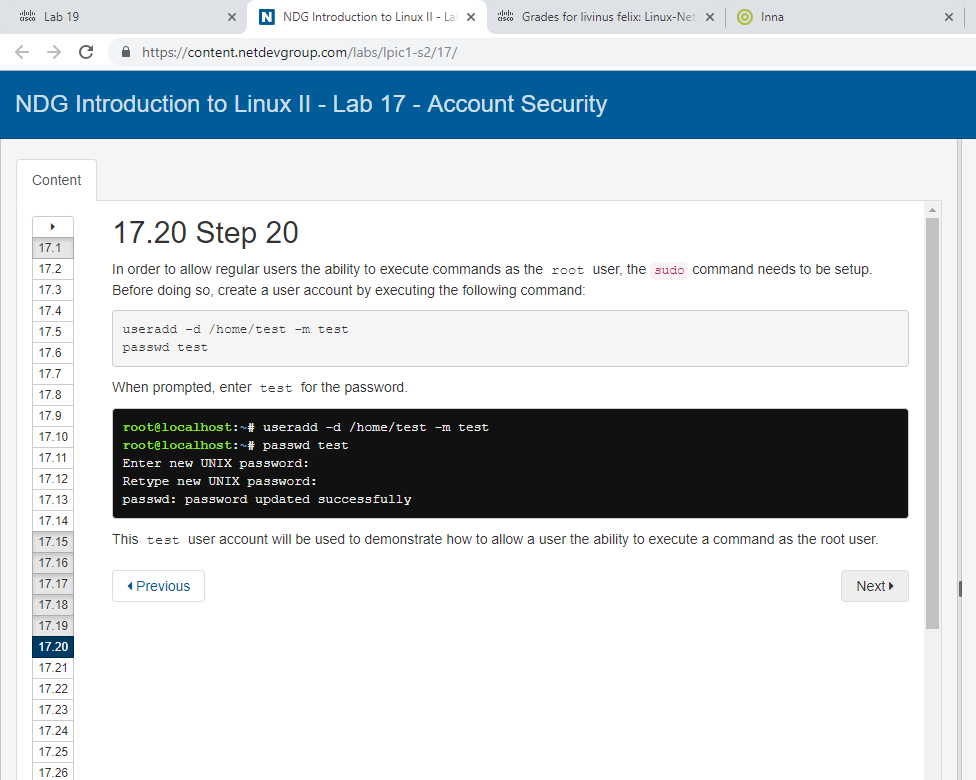 Lab 19
NDG Introduction to Linux II - La
Grades for livinus felix: Linux-Net
Inna
https://content.netdevgroup.com/labs/lpic1-s2/17/
NDG Introduction to Linux II - Lab 17 - Account Security
Content
17.1
17.2
17.3
17.4
17.5
17.6
17.7
17.8
17.9
17.10
17.11
17.12
17.13
17.14
17.15
17.16
17.17
17.18
17.19
17.20
17.21
17.22
17.23
17.24
17.25
17.26
17.20 Step 20
In order to allow regular users the ability to execute commands as the root user, the sudo command needs to be setup.
Before doing so, create a user account by executing the following command:
useradd -d /home/test -m test
passwd test
When prompted, enter test for the password.
root@localhost:~# useradd -d /home/test -m test
root@localhost:~# passwd test
Enter new UNIX password:
Retype new UNIX password:
passwd: password updated successfully
This test user account will be used to demonstrate how to allow a user the ability to execute a command as the root user.
Previous
Next